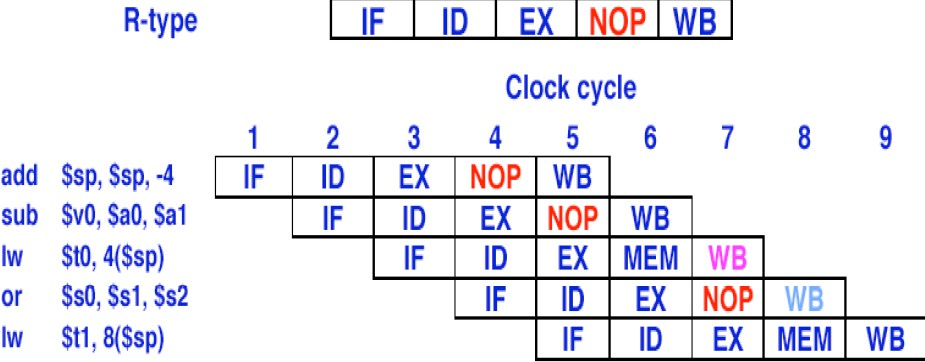 R-type IF ID EX NOP WB
Clock cycle
1 2 3 4 5 6 7 8 9
add $sp, $sp, -4 IF ID EX NOP WB
sub $v0, $a0, $a1 IF ID EX NOP WB
lw $t0, 4($sp) IF ID EX MEM WB
or $s0, $s1, $s2 IF ID EX NOP WB
lw $t1, 8($sp) IF ID EX MEM WB